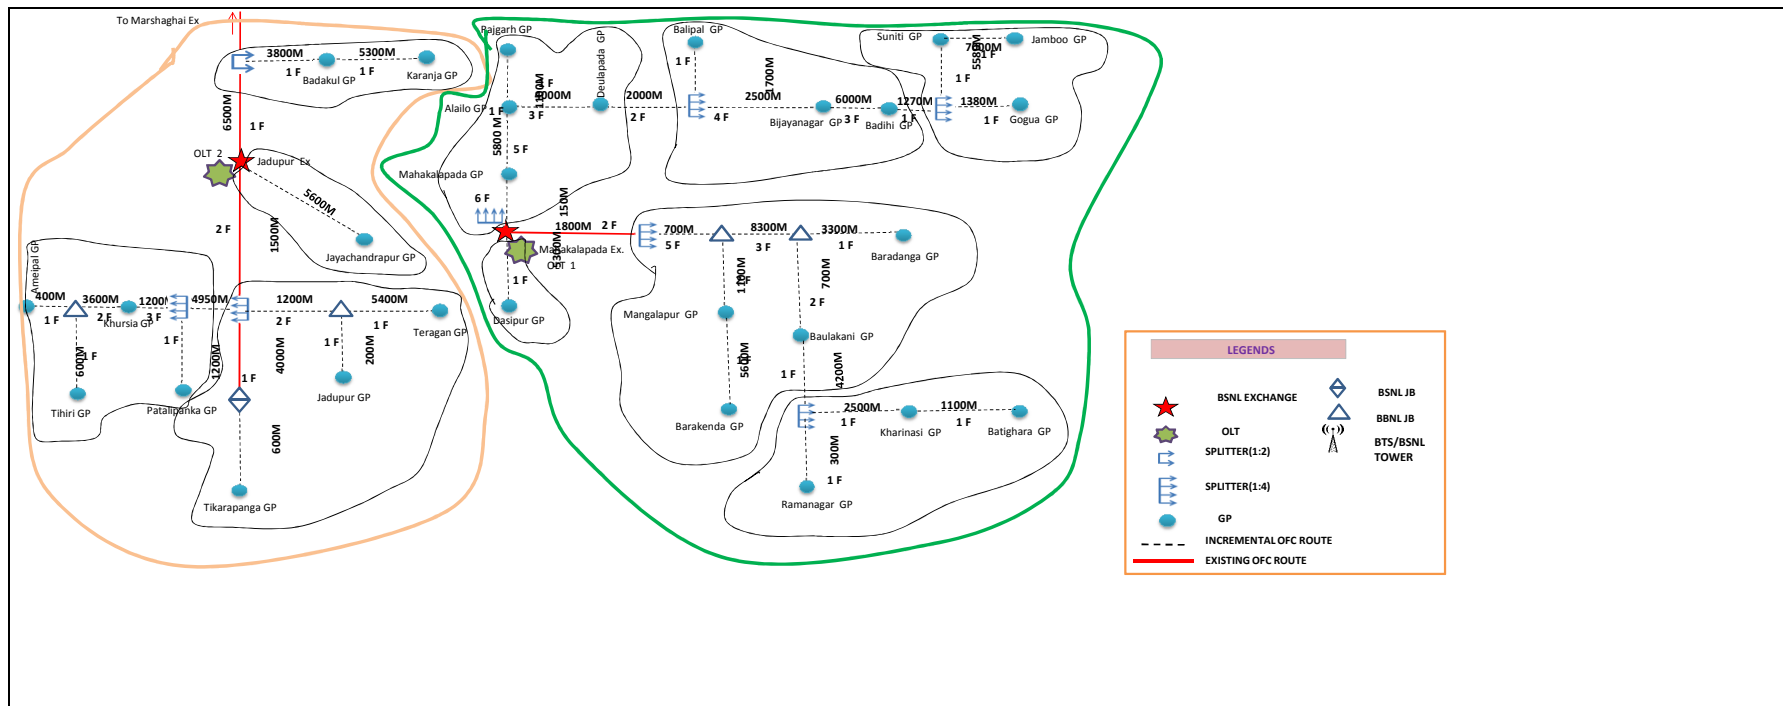 To Marshaghai Ex
3800M
5300M
1 F
1 F
Badakul GP
Karanja GP
6500M
1 F
OLT 2
Jadupur Ex
5600M
2 F
1500M
Jayachandrapur GP
Ameipal GP
400M
3600M
4950M
1200M
5400M
1 F
2 F
3 F
Khursia GP
2 F
1 F
Teragan GP
600M
1 F
1 F
1200M
1 F
4000M
1 F
200M
Tihiri GP
Patalipanka GP
Jadupur GP
600M
Tikarapanga GP
Rajgarh GP
Deulapada GP
Alailo GP
1 F
3 F
2000M
2 F
5800 M
5 F
Mahakalapada GP
6 F
150M
1800M
2 F
Mahakalapada Ex.
OLT 1
1 F
Dasipur GP
Balipal GP
1 F
1700M
2500M
6000M
1270M
4 F
Bijayanagar GP
3 F
Badihi GP
1 F
Suniti GP
7000M
1 F
Jamboo GP
1 F
1380M
1 F
Gogua GP
700M
8300M
3300M
5 F
3 F
1 F
Baradanga GP
700M
2 F
Mangalapur GP
Baulakani GP
5600M
1 F
1 F
4200M
Barakenda GP
2500M
1100M
1 F
1 F
Kharinasi GP
Batighara GP
300M
1 F
Ramanagar GP
LEGENDS
BSNL EXCHANGE
OLT
SPLITTER(1:2)
SPLITTER(1:4)
GP
INCREMENTAL OFC ROUTE
EXISTING OFC ROUTE
BSNL JB
BBNL JB
BTS/BSNL
TOWER